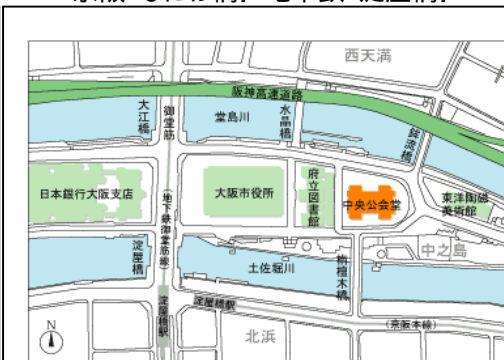 西天満
阪神高速道路
大江橋
御堂筋
堂島川
水晶橋
鉾流橋
日本銀行大阪支店
(地下鉄御堂筋線)
大阪市役所
府立図書館
中央公会堂
東洋陶磁
美術館
中之島
淀屋橋
土佐堀川
栴檀木橋
淀屋橋駅
淀屋橋駅
(京阪本線)
北浜
N